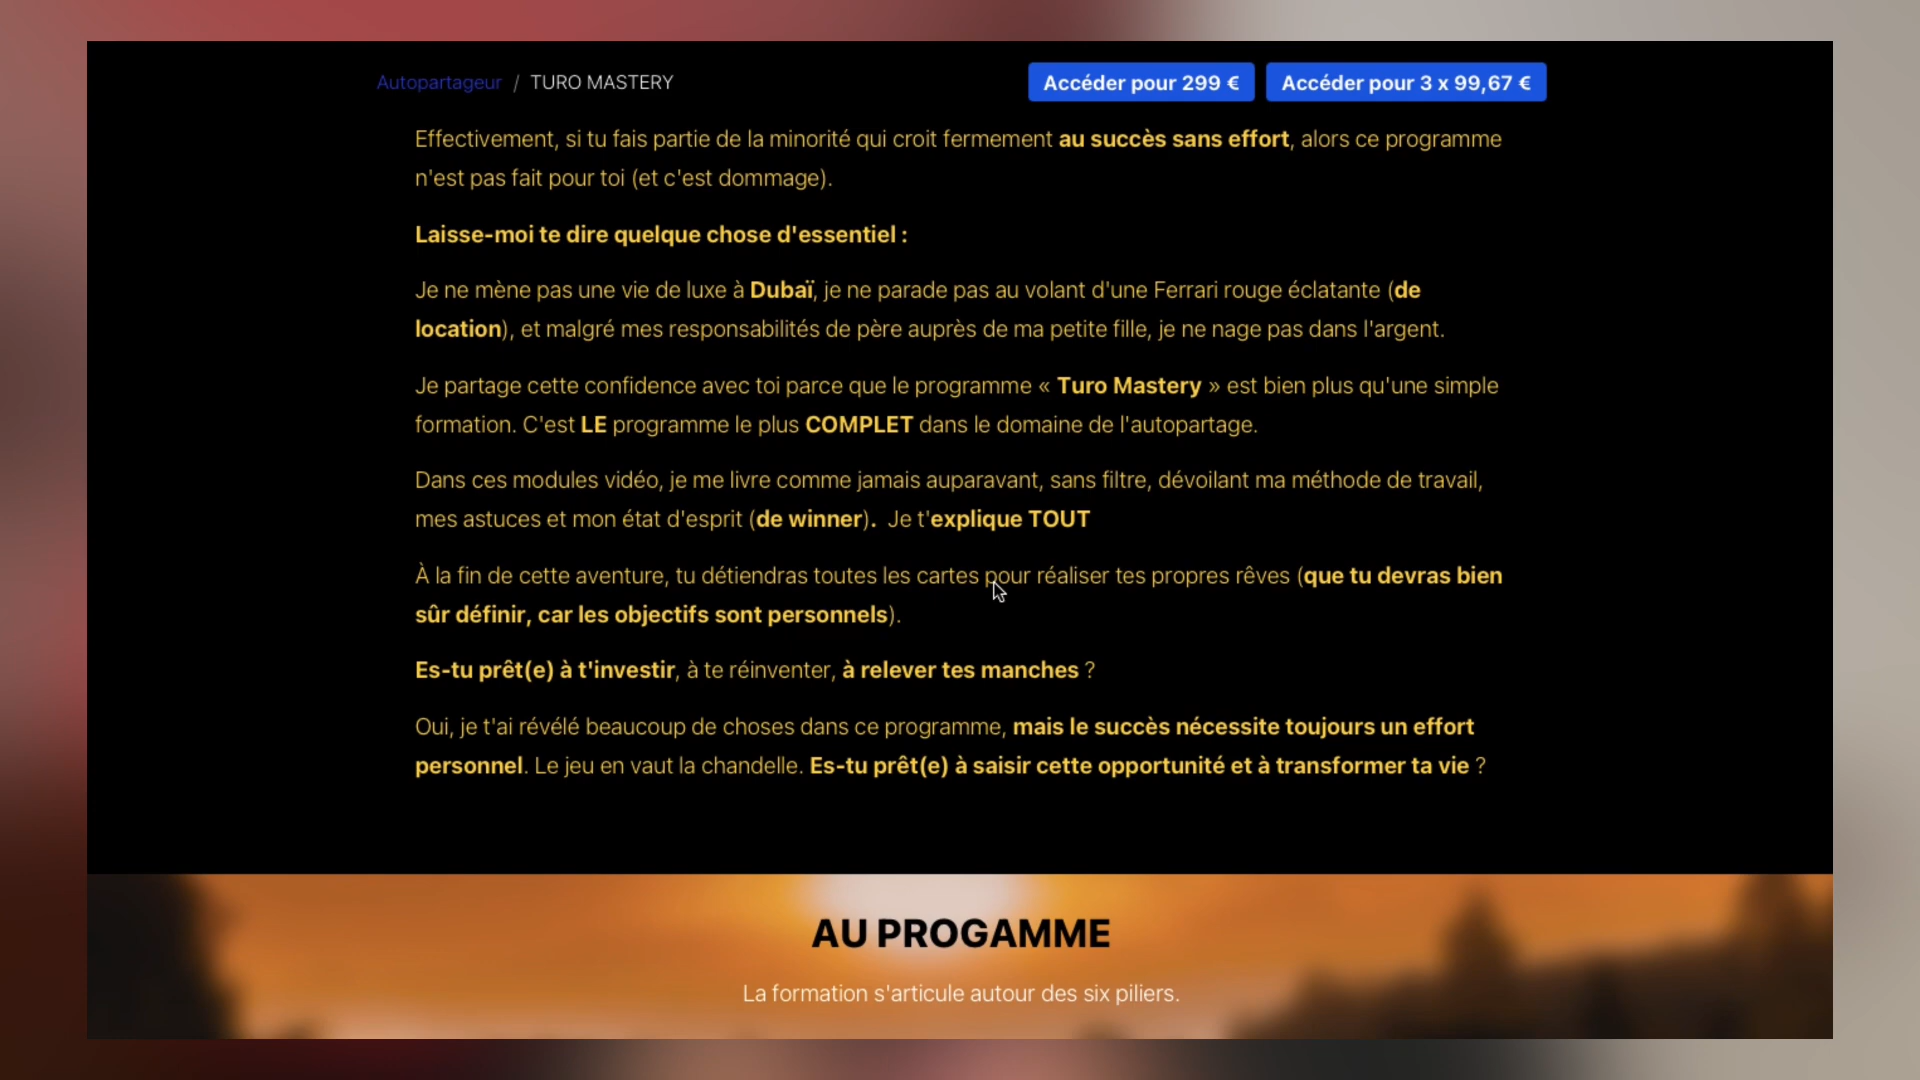 Autopartageur / TURO MASTERY
Accéder pour 299 €
Accéder pour 3 x 99,67 €
Effectivement, si tu fais partie de la minorité qui croit fermement au succès sans effort, alors ce programme
n'est pas fait pour toi (et c'est dommage).
Laisse-moi te dire quelque chose d'essentiel :
Je ne mène pas une vie de luxe à Dubaï, je ne parade pas au volant d'une Ferrari rouge éclatante (de
location), et malgré mes responsabilités de père auprès de ma petite fille, je ne nage pas dans l'argent.
Je partage cette confidence avec toi parce que le programme « Turo Mastery » est bien plus qu'une simple
formation. C'est LE programme le plus COMPLET dans le domaine de l'autopartage.
Dans ces modules vidéo, je me livre comme jamais auparavant, sans filtre, dévoilant ma méthode de travail,
mes astuces et mon état d'esprit (de winner). Je t'explique TOUT
À la fin de cette aventure, tu détiendras toutes les cartes pour réaliser tes propres rêves (que tu devras bien
sûr définir, car les objectifs sont personnels).
Es-tu prêt(e) à t'investir, à te réinventer, à relever tes manches ?
Oui, je t'ai révélé beaucoup de choses dans ce programme, mais le succès nécessite toujours un effort
personnel. Le jeu en vaut la chandelle. Es-tu prêt(e) à saisir cette opportunité et à transformer ta vie ?
AU PROGAMME
La formation s'articule autour des six piliers.